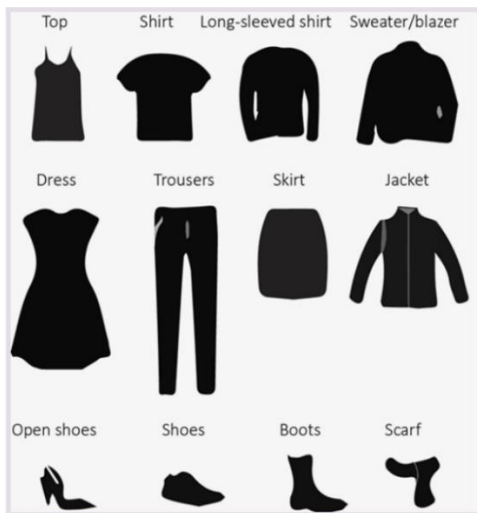 Top Shirt Long-sleeved shirt Sweater/blazer
Dress Trousers Skirt Jacket
Open shoes Shoes Boots Scarf